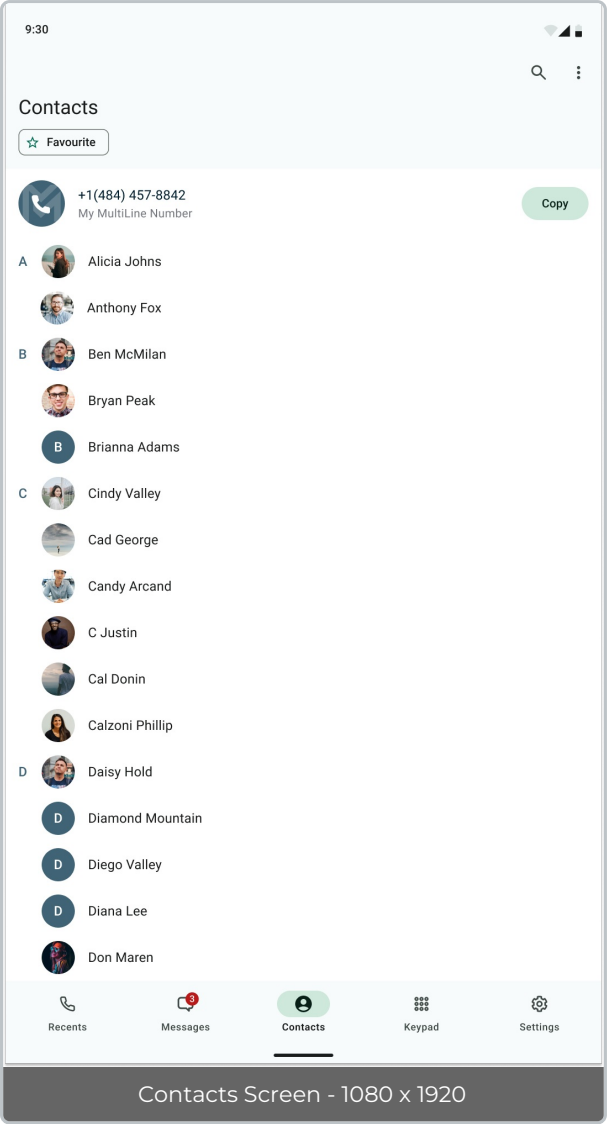 9:30
Contacts
Favourite
+1(484) 457-8842
My MultiLine Number
Copy
A
Alicia Johns
Anthony Fox
B
Ben McMilan
Bryan Peak
B
Brianna Adams
C
Cindy Valley
Cad George
Candy Arcand
C Justin
Cal Donin
Calzoni Phillip
D
Daisy Hold
D
Diamond Mountain
D
Diego Valley
D
Diana Lee
Don Maren
3
Recents
Messages
Contacts
Keypad
Settings
Contacts Screen - 1080 x 1920